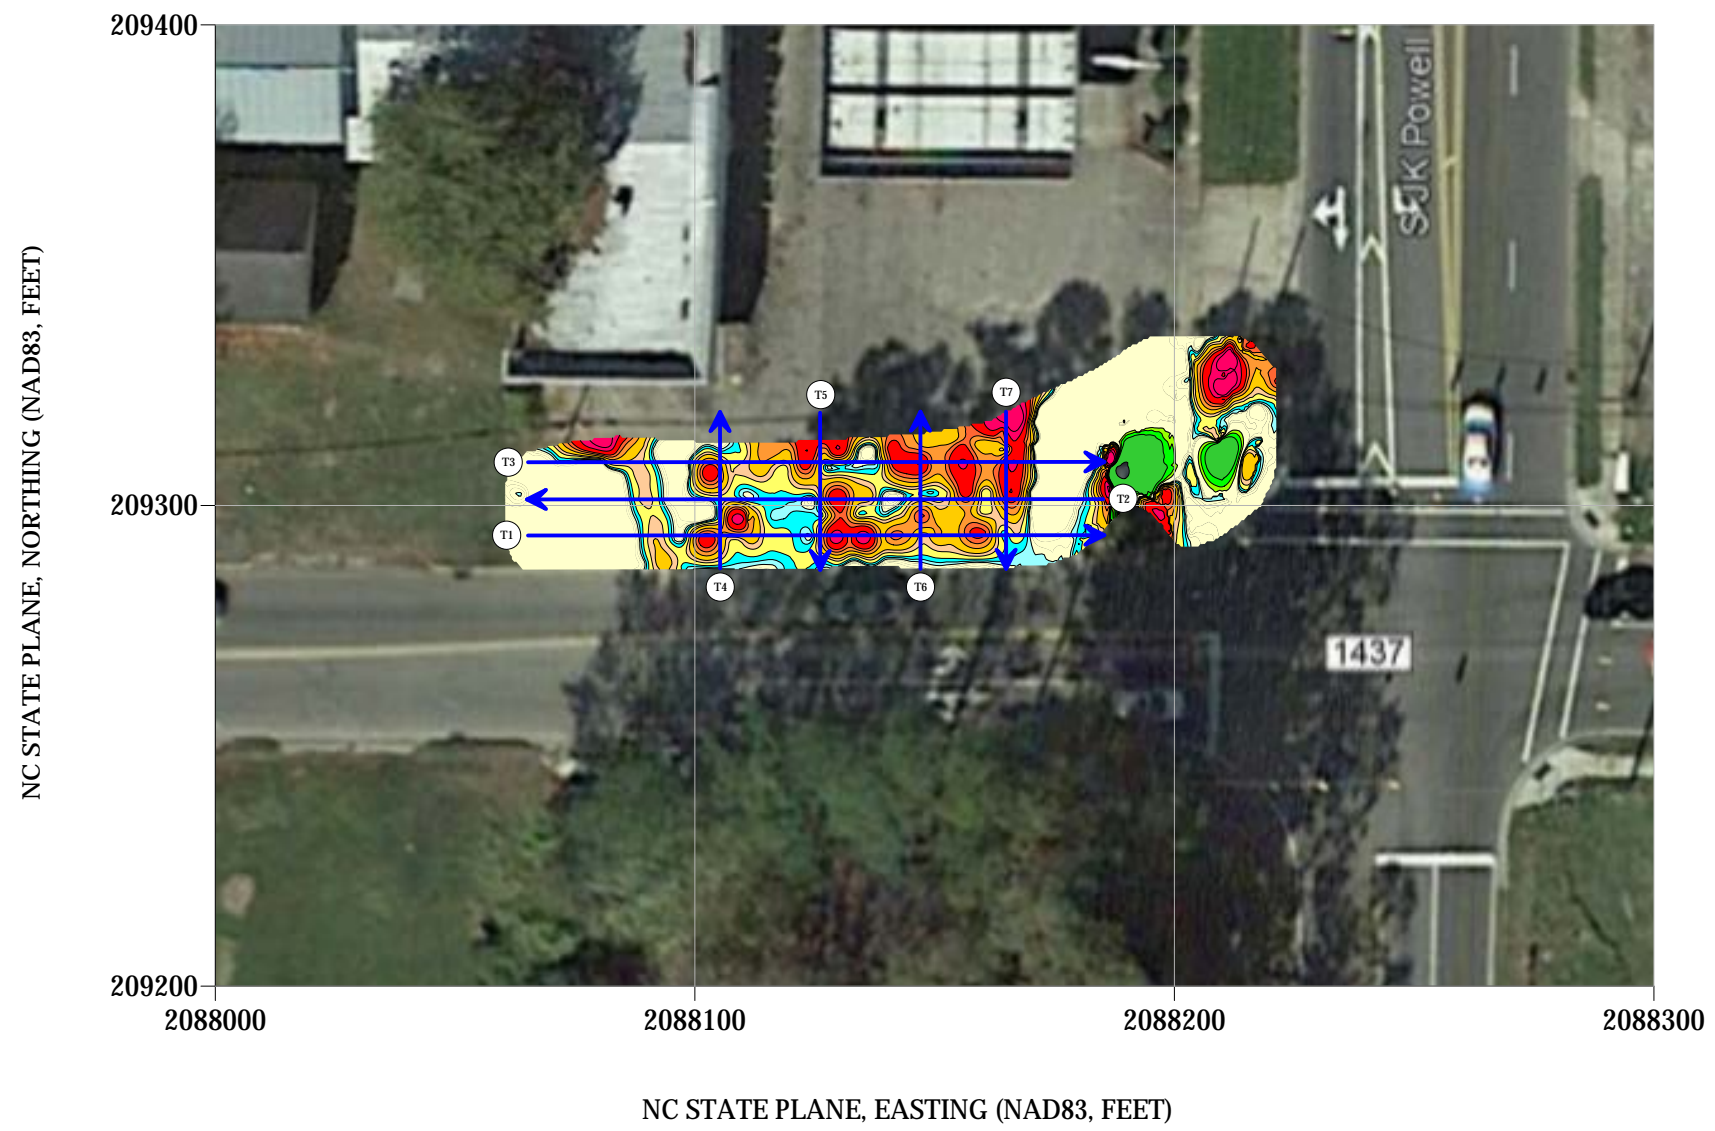 209400
S JK Powell
NC STATE PLANE, NORTHING (NAD83, FEET)
T5
T7
T3
T2
209300
T1
T4
T6
1437
209200
2088000
2088100
2088200
2088300
NC STATE PLANE, EASTING (NAD83, FEET)